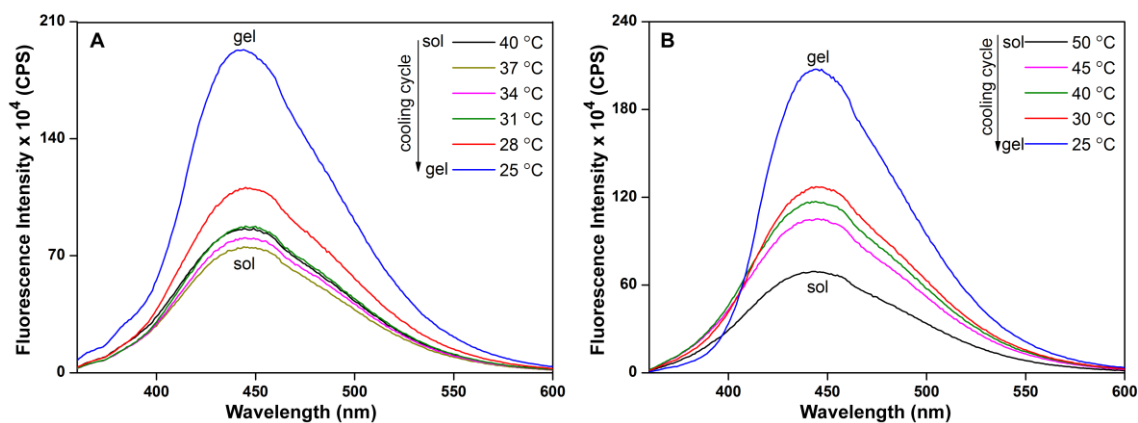 A
gel
sol
cooling cycle
sol
gel
40 °C
37 °C
34 °C
31 °C
28 °C
25 °C
210
140
70
0
400
450
500
550
600
Fluorescence Intensity x 10⁴ (CPS)
Wavelength (nm)
B
gel
sol
cooling cycle
sol
gel
50 °C
45 °C
40 °C
30 °C
25 °C
240
180
120
60
0
400
450
500
550
600
Fluorescence Intensity x 10⁴ (CPS)
Wavelength (nm)